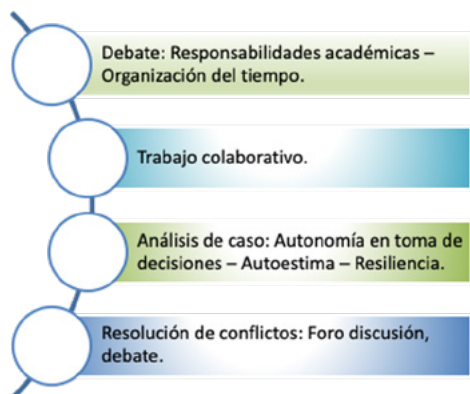 Debate: Responsabilidades académicas –
Organización del tiempo.
Trabajo colaborativo.
Análisis de caso: Autonomía en toma de
decisiones – Autoestima – Resiliencia.
Resolución de conflictos: Foro discusión,
debate.